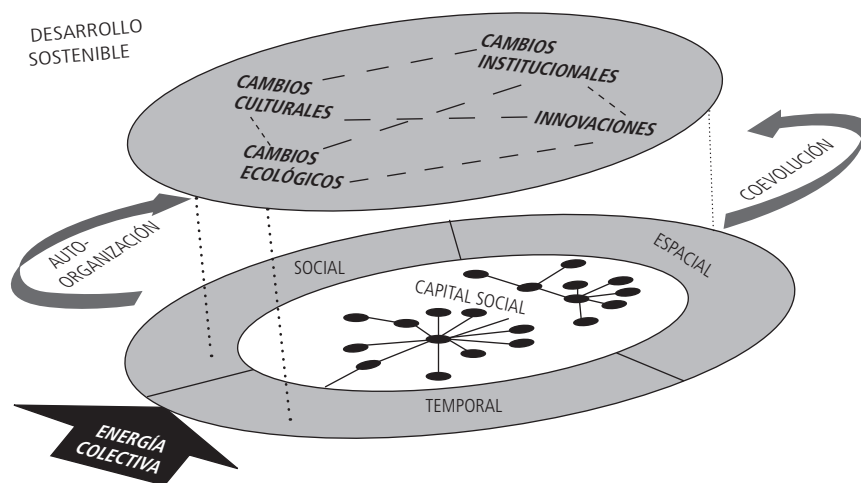 DESARROLLO
SOSTENIBLE
CAMBIOS
INSTITUCIONALES
CAMBIOS
CULTURALES
INNOVACIONES
CAMBIOS
ECOLÓGICOS
COEVOLUCIÓN
AUTO-
ORGANIZACIÓN
SOCIAL
ESPACIAL
CAPITAL SOCIAL
TEMPORAL
ENERGÍA
COLECTIVA